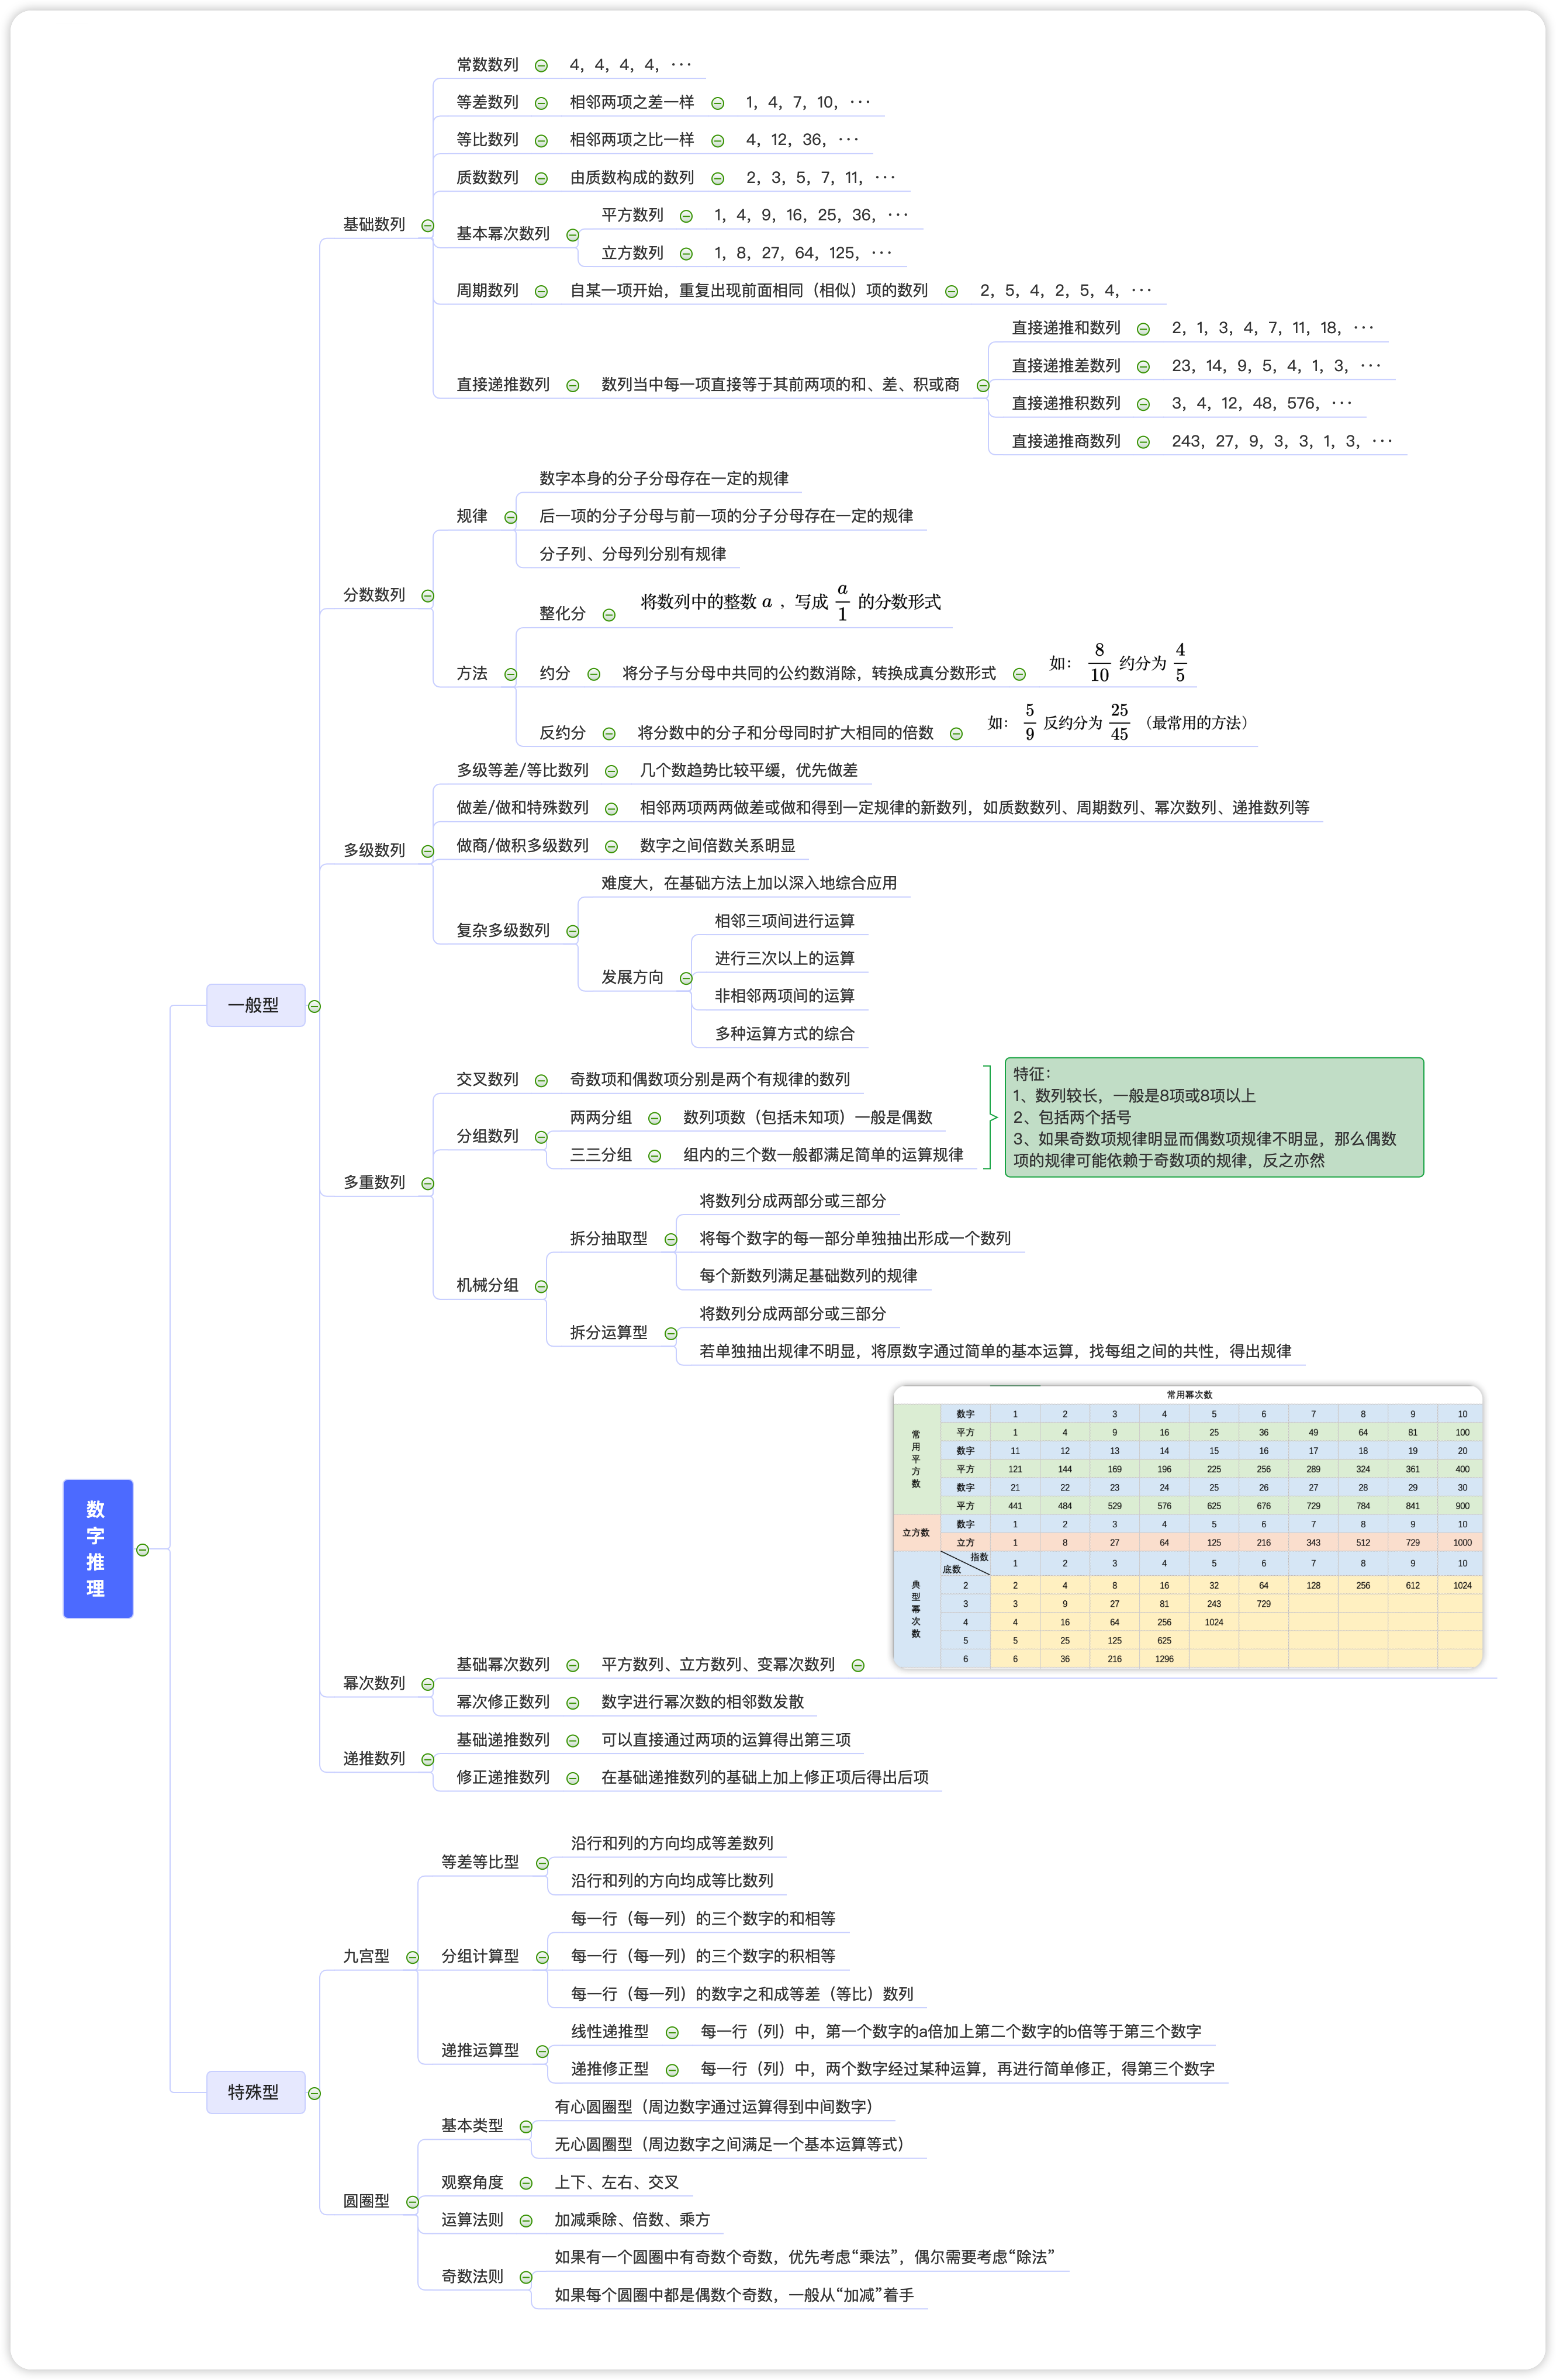 数字推理
一般型
基础数列
常数数列
4，4，4，4，···
等差数列
相邻两项之差一样
1，4，7，10，···
等比数列
相邻两项之比一样
4，12，36，···
质数数列
由质数构成的数列
2，3，5，7，11，···
基本幂次数列
平方数列
1，4，9，16，25，36，···
立方数列
1，8，27，64，125，···
周期数列
自某一项开始，重复出现前面相同（相似）项的数列
2，5，4，2，5，4，···
直接递推数列
数列当中每一项直接等于其前两项的和、差、积或商
直接递推和数列
2，1，3，4，7，11，18，···
直接递推差数列
23，14，9，5，4，1，3，···
直接递推积数列
3，4，12，48，576，···
直接递推商数列
243，27，9，3，3，1，3，···
分数数列
规律
数字本身的分子分母存在一定的规律
后一项的分子分母与前一项的分子分母存在一定的规律
分子列、分母列分别有规律
方法
整化分
将数列中的整数 a ，写成 a/1 的分数形式
约分
将分子与分母中共同的公约数消除，转换成真分数形式
如： 8/10 约分为 4/5
反约分
将分数中的分子和分母同时扩大相同的倍数
如： 5/9 反约分为 25/45 （最常用的方法）
多级数列
多级等差/等比数列
几个数趋势比较平缓，优先做差
做差/做和特殊数列
相邻两项两两做差或做和得到一定规律的新数列，如质数数列、周期数列、幂次数列、递推数列等
做商/做积多级数列
数字之间倍数关系明显
复杂多级数列
难度大，在基础方法上加以深入地综合应用
发展方向
相邻三项间进行运算
进行三次以上的运算
非相邻两项间的运算
多种运算方式的综合
多重数列
交叉数列
奇数项和偶数项分别是两个有规律的数列
分组数列
两两分组
数列项数（包括未知项）一般是偶数
三三分组
组内的三个数一般都满足简单的运算规律
特征：
1、数列较长，一般是8项或8项以上
2、包括两个括号
3、如果奇数项规律明显而偶数项规律不明显，那么偶数
项的规律可能依赖于奇数项的规律，反之亦然
机械分组
拆分抽取型
将数列分成两部分或三部分
将每个数字的每一部分单独抽出形成一个数列
每个新数列满足基础数列的规律
拆分运算型
将数列分成两部分或三部分
若单独抽出规律不明显，将原数字通过简单的基本运算，找每组之间的共性，得出规律
幂次数列
基础幂次数列
平方数列、立方数列、变幂次数列
常用幂次数
常用平方数
数字 1 2 3 4 5 6 7 8 9 10
平方 1 4 9 16 25 36 49 64 81 100
数字 11 12 13 14 15 16 17 18 19 20
平方 121 144 169 196 225 256 289 324 361 400
数字 21 22 23 24 25 26 27 28 29 30
平方 441 484 529 576 625 676 729 784 841 900
立方数
数字 1 2 3 4 5 6 7 8 9 10
立方 1 8 27 64 125 216 343 512 729 1000
典型幂次数
指数 底数 1 2 3 4 5 6 7 8 9 10
2 2 4 8 16 32 64 128 256 612 1024
3 3 9 27 81 243 729
4 4 16 64 256 1024
5 5 25 125 625
6 6 36 216 1296
幂次修正数列
数字进行幂次数的相邻数发散
递推数列
基础递推数列
可以直接通过两项的运算得出第三项
修正递推数列
在基础递推数列的基础上加上修正项后得出后项
特殊型
九宫型
等差等比型
沿行和列的方向均成等差数列
沿行和列的方向均成等比数列
分组计算型
每一行（每一列）的三个数字的和相等
每一行（每一列）的三个数字的积相等
每一行（每一列）的数字之和成等差（等比）数列
递推运算型
线性递推型
每一行（列）中，第一个数字的a倍加上第二个数字的b倍等于第三个数字
递推修正型
每一行（列）中，两个数字经过某种运算，再进行简单修正，得第三个数字
圆圈型
基本类型
有心圆圈型（周边数字通过运算得到中间数字）
无心圆圈型（周边数字之间满足一个基本运算等式）
观察角度
上下、左右、交叉
运算法则
加减乘除、倍数、乘方
奇数法则
如果有一个圆圈中有奇数个奇数，优先考虑“乘法”，偶尔需要考虑“除法”
如果每个圆圈中都是偶数个奇数，一般从“加减”着手